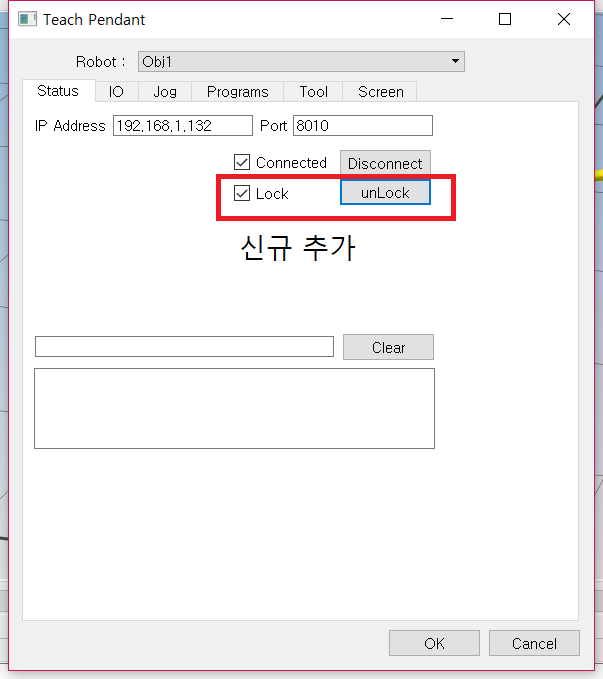 Teach Pendant
Robot : Obj1
Status IO Jog Programs Tool Screen
IP Address 192.168.1.132 Port 8010
Connected Disconnect
Lock unLock
신규 추가
Clear
OK Cancel